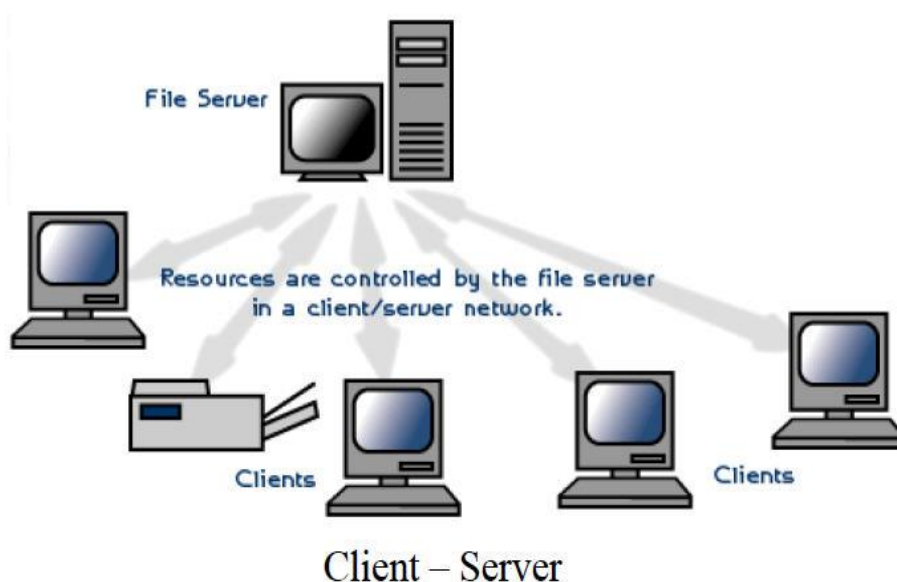 File Server
Resources are controlled by the file server
in a client/server network.
Clients
Clients
Client – Server